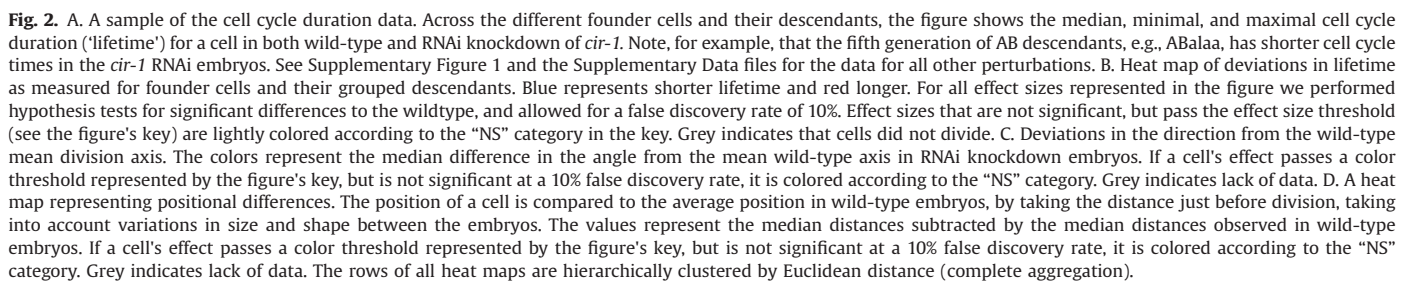 Fig. 2. A. A sample of the cell cycle duration data. Across the different founder cells and their descendants, the figure shows the median, minimal, and maximal cell cycle
duration (‘lifetime’) for a cell in both wild-type and RNAi knockdown of cir-1. Note, for example, that the fifth generation of AB descendants, e.g., ABalaa, has shorter cell cycle
times in the cir-1 RNAi embryos. See Supplementary Figure 1 and the Supplementary Data files for the data for all other perturbations. B. Heat map of deviations in lifetime
as measured for founder cells and their grouped descendants. Blue represents shorter lifetime and red longer. For all effect sizes represented in the figure we performed
hypothesis tests for significant differences to the wildtype, and allowed for a false discovery rate of 10%. Effect sizes that are not significant, but pass the effect size threshold
(see the figure's key) are lightly colored according to the “NS” category in the key. Grey indicates that cells did not divide. C. Deviations in the direction from the wild-type
mean division axis. The colors represent the median difference in the angle from the mean wild-type axis in RNAi knockdown embryos. If a cell's effect passes a color
threshold represented by the figure's key, but is not significant at a 10% false discovery rate, it is colored according to the “NS” category. Grey indicates lack of data. D. A heat
map representing positional differences. The position of a cell is compared to the average position in wild-type embryos, by taking the distance just before division, taking
into account variations in size and shape between the embryos. The values represent the median distances subtracted by the median distances observed in wild-type
embryos. If a cell's effect passes a color threshold represented by the figure's key, but is not significant at a 10% false discovery rate, it is colored according to the “NS”
category. Grey indicates lack of data. The rows of all heat maps are hierarchically clustered by Euclidean distance (complete aggregation).